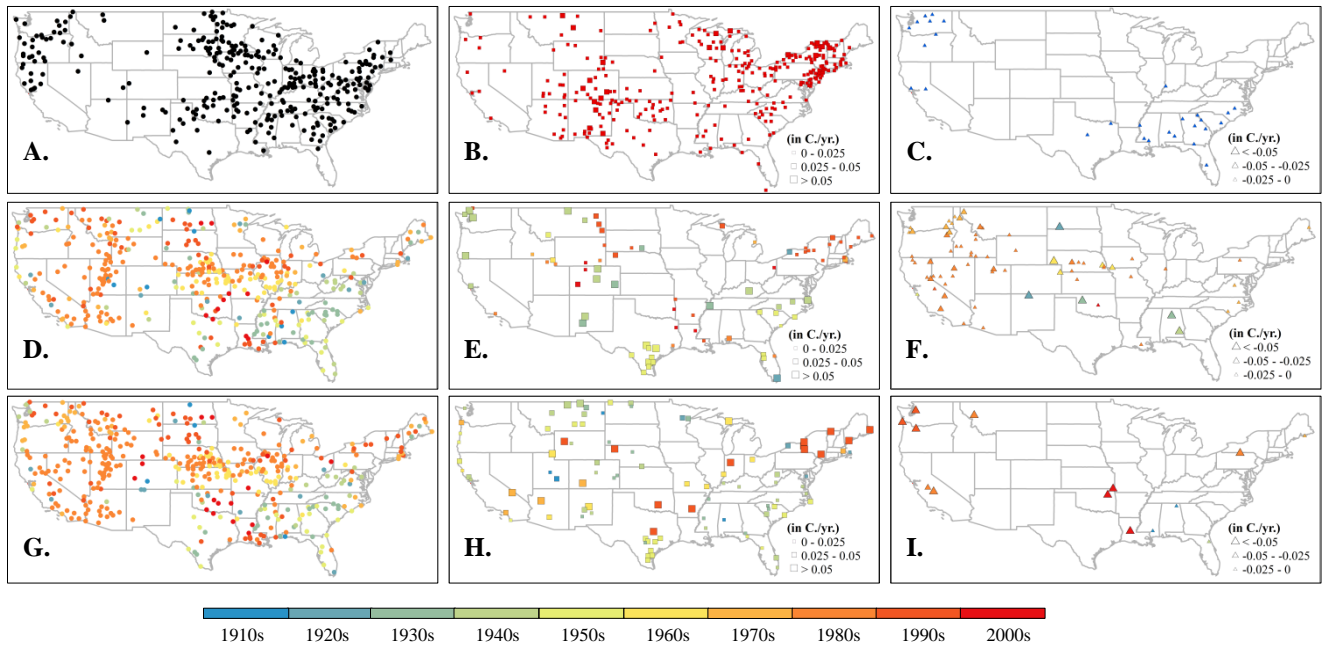 A.
B.
(in C./yr.)
0 - 0.025
0.025 - 0.05
> 0.05
C.
(in C./yr.)
< -0.05
-0.05 - -0.025
-0.025 - 0
D.
E.
(in C./yr.)
0 - 0.025
0.025 - 0.05
> 0.05
F.
(in C./yr.)
< -0.05
-0.05 - -0.025
-0.025 - 0
G.
H.
(in C./yr.)
0 - 0.025
0.025 - 0.05
> 0.05
I.
(in C./yr.)
< -0.05
-0.05 - -0.025
-0.025 - 0
1910s 1920s 1930s 1940s 1950s 1960s 1970s 1980s 1990s 2000s